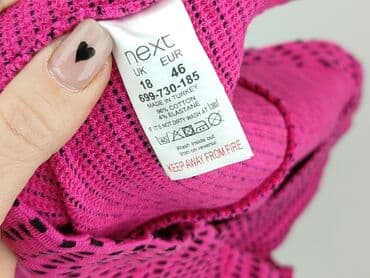 next
UK EUR
18 46
699-730-185
MADE IN TURKEY
96% COTTON
4% ELASTANE
IF IT'S NOT DIRTY WASH AT
Wash inside out
Iron on reverse
KEEP AWAY FROM FIRE